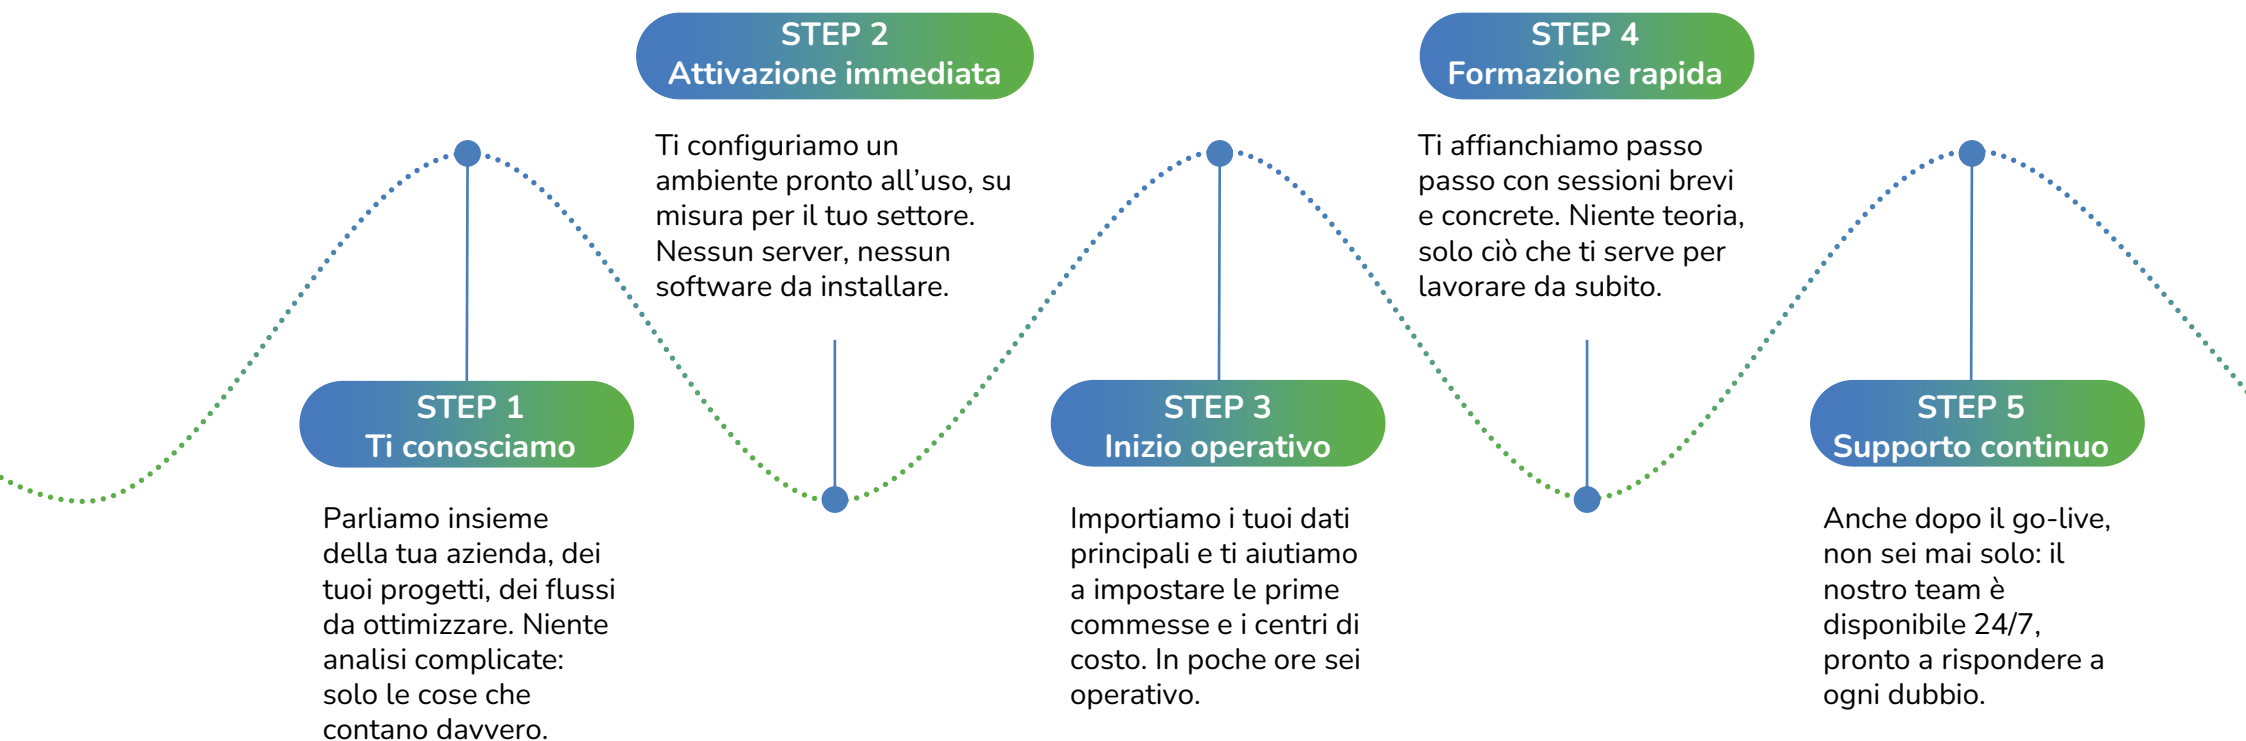 STEP 1
Ti conosciamo
Parliamo insieme
della tua azienda, dei
tuoi progetti, dei flussi
da ottimizzare. Niente
analisi complicate:
solo le cose che
contano davvero.
STEP 2
Attivazione immediata
Ti configuriamo un
ambiente pronto all’uso, su
misura per il tuo settore.
Nessun server, nessun
software da installare.
STEP 3
Inizio operativo
Importiamo i tuoi dati
principali e ti aiutiamo
a impostare le prime
commesse e i centri di
costo. In poche ore sei
operativo.
STEP 4
Formazione rapida
Ti affianchiamo passo
passo con sessioni brevi
e concrete. Niente teoria,
solo ciò che ti serve per
lavorare da subito.
STEP 5
Supporto continuo
Anche dopo il go-live,
non sei mai solo: il
nostro team è
disponibile 24/7,
pronto a rispondere a
ogni dubbio.